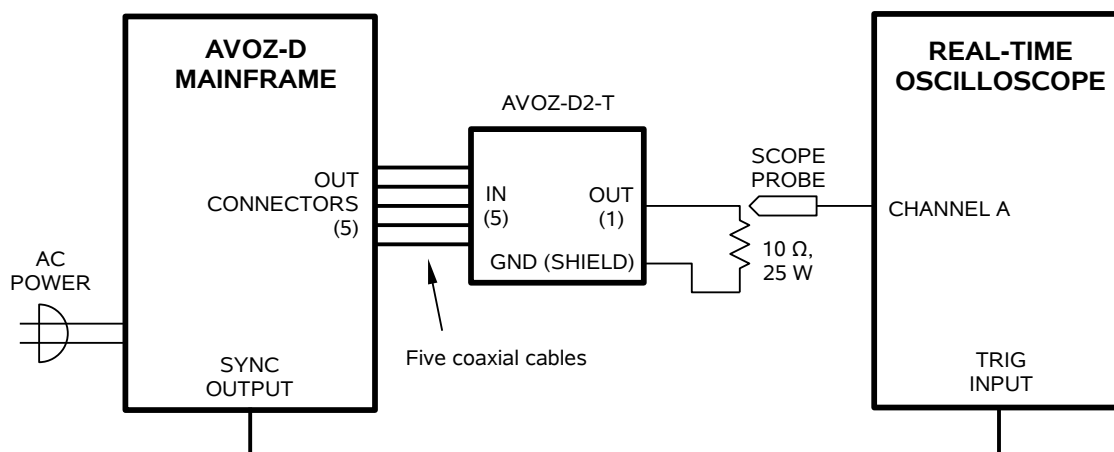 AVOZ-D
MAINFRAME
OUT
CONNECTORS
(5)
AC
POWER
SYNC
OUTPUT
AVOZ-D2-T
IN
(5)
OUT
(1)
GND (SHIELD)
Five coaxial cables
SCOPE
PROBE
10 Ω,
25 W
REAL-TIME
OSCILLOSCOPE
CHANNEL A
TRIG
INPUT